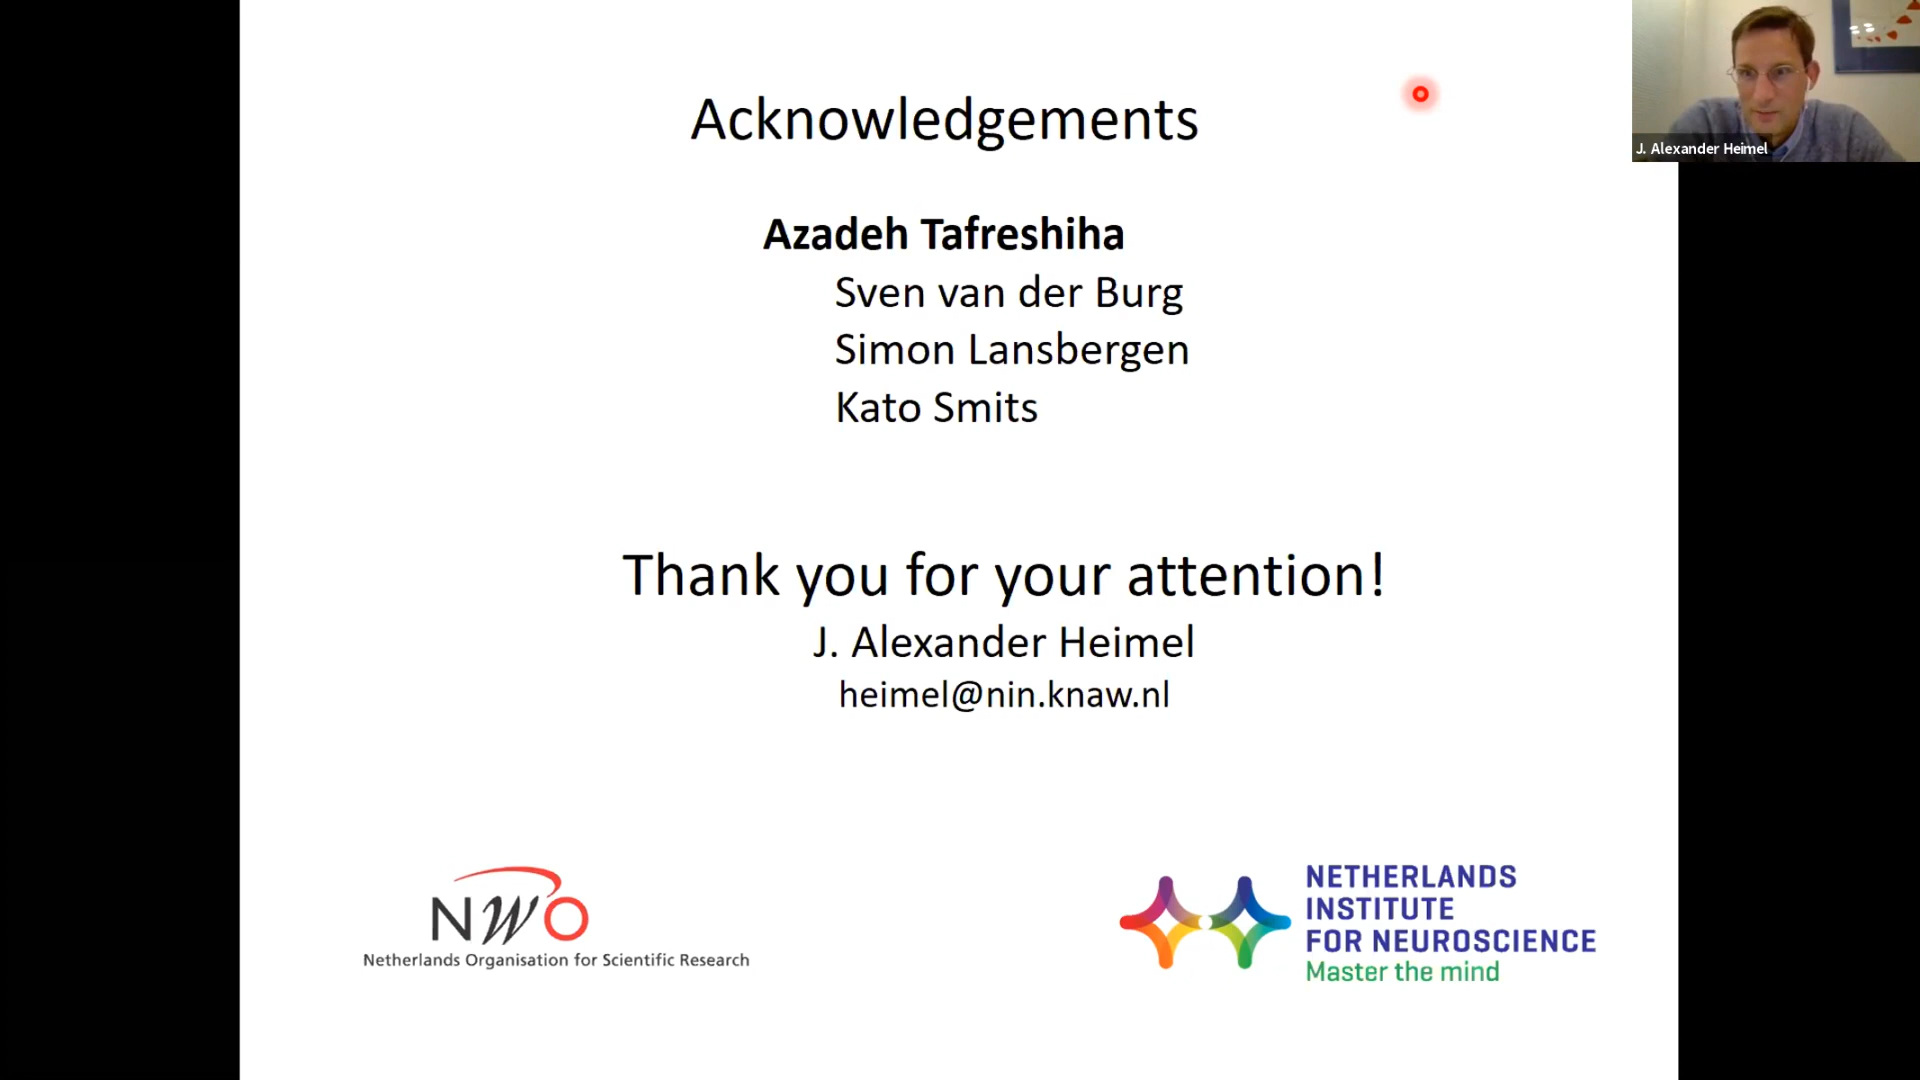 Acknowledgements
J. Alexander Heimel
Azadeh Tafreshiha
Sven van der Burg
Simon Lansbergen
Kato Smits
Thank you for your attention!
J. Alexander Heimel
heimel@nin.knaw.nl
NWO
Netherlands Organisation for Scientific Research
NETHERLANDS
INSTITUTE
FOR NEUROSCIENCE
Master the mind